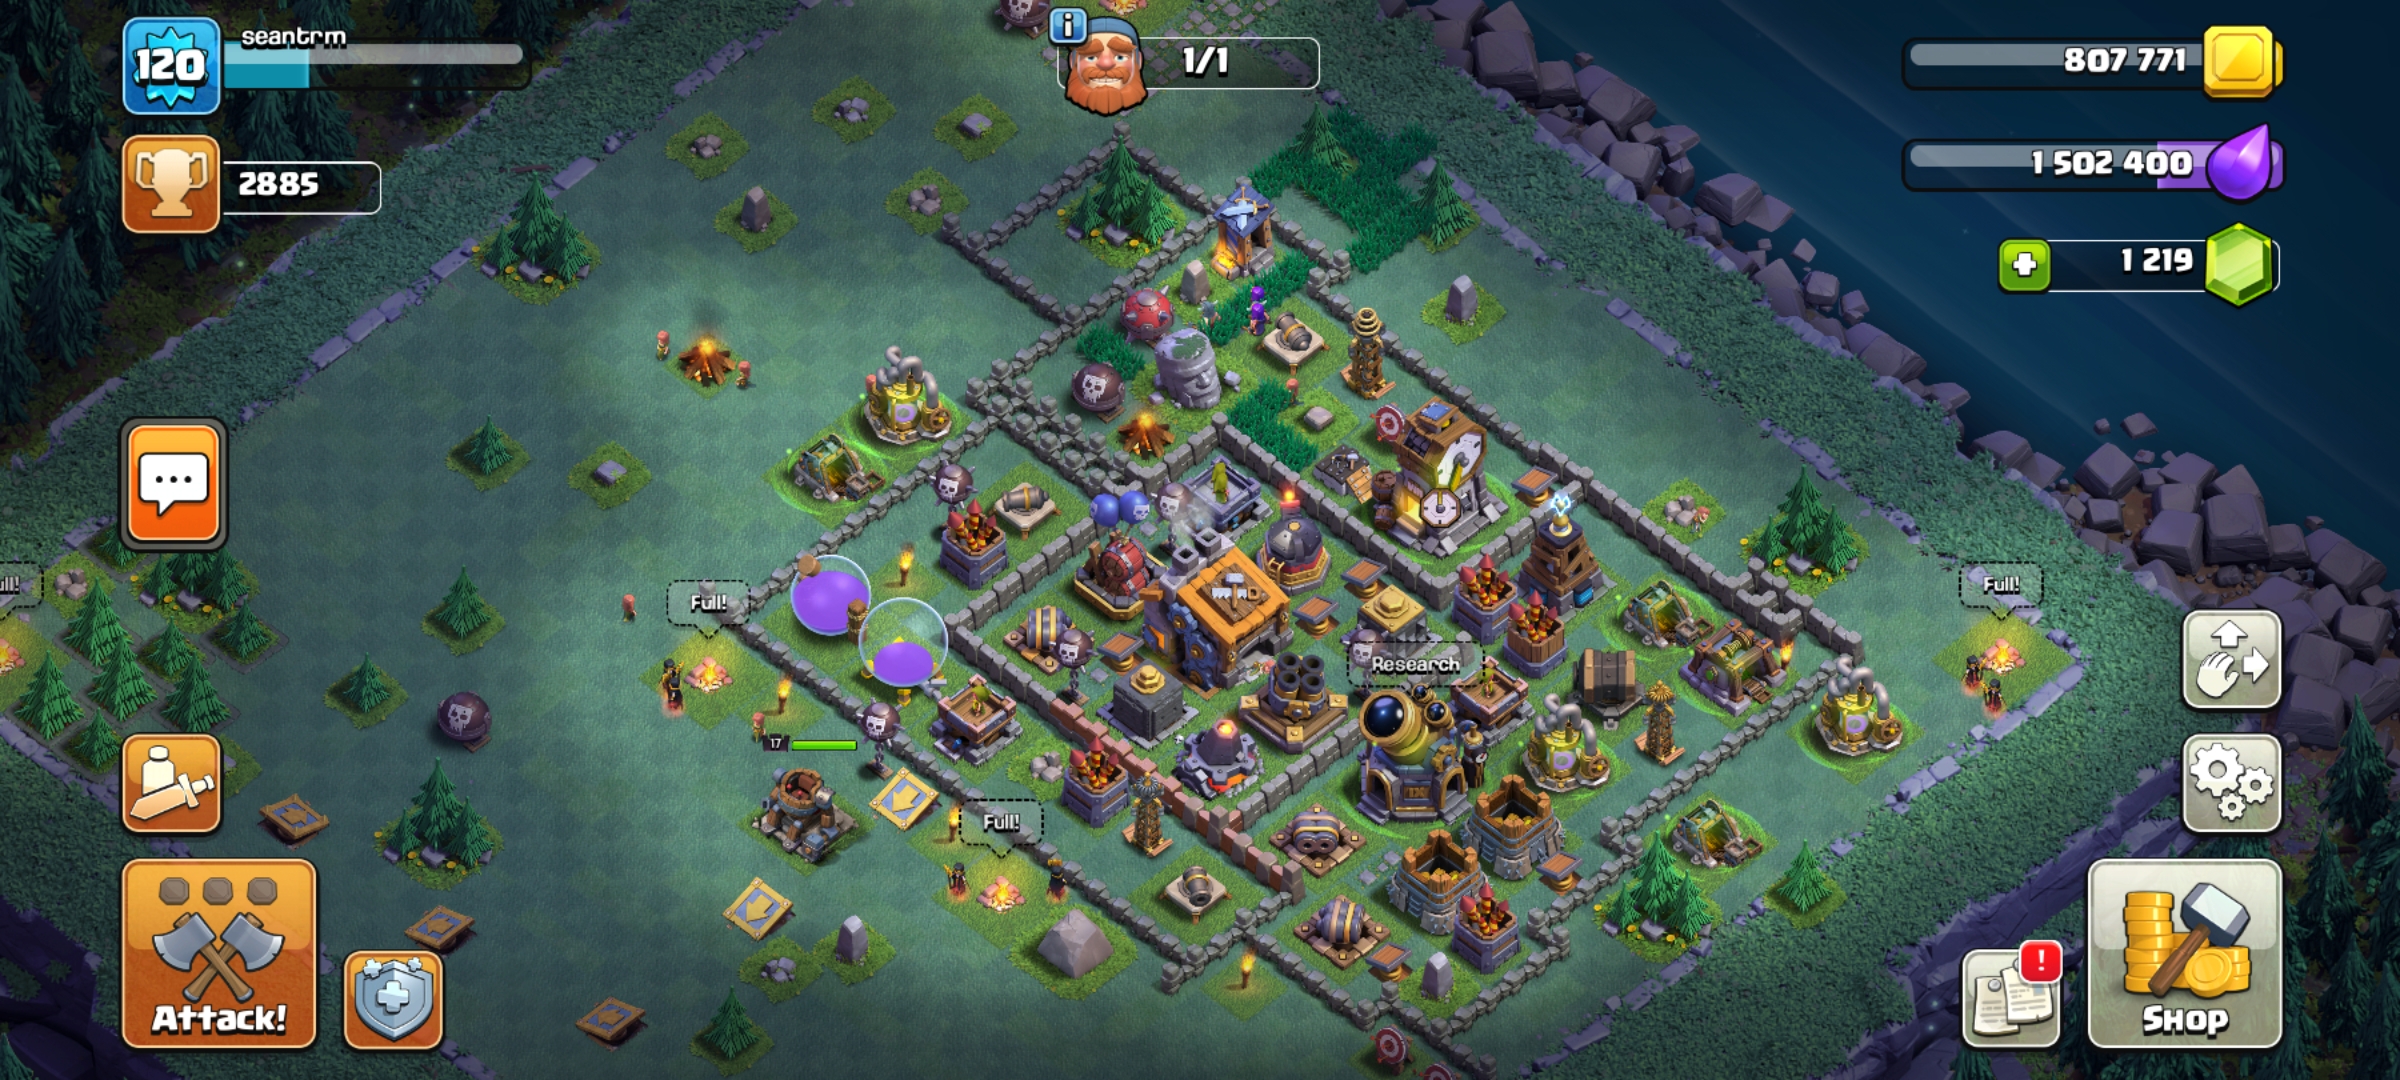 i
120
seantrm
1/1
807 771
2885
1 502 400
1 219
Full!
Full!
Research
17
Full!
!
Attack!
Shop